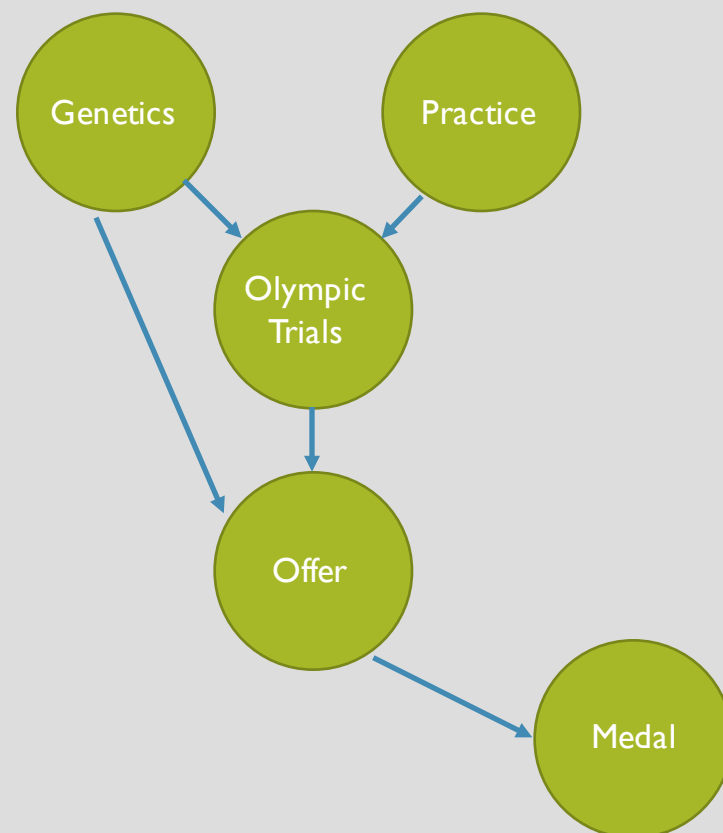 Genetics
Practice
Olympic
Trials
Offer
Medal